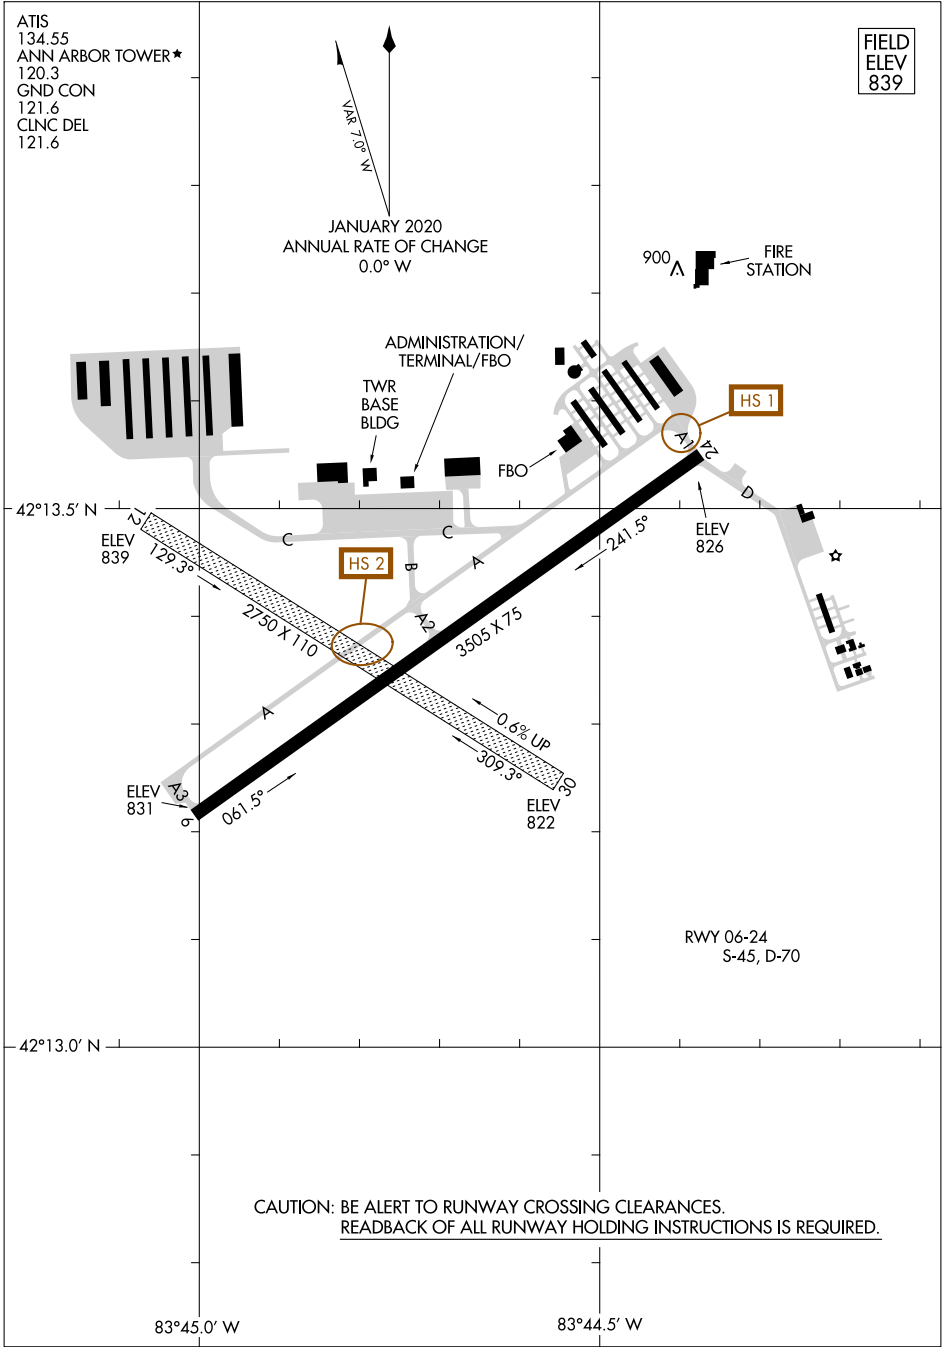 ATIS
134.55
ANN ARBOR TOWER★
120.3
GND CON
121.6
CLNC DEL
121.6
FIELD
ELEV
839
VAR 7.0° W
JANUARY 2020
ANNUAL RATE OF CHANGE
0.0° W
900
FIRE
STATION
ADMINISTRATION/
TERMINAL/FBO
TWR
BASE
BLDG
HS 1
A1
24
FBO
D
42°13.5' N
12
ELEV
839
129.3°
C
C
B
A
A2
HS 2
2750 X 110
3505 X 75
241.5°
ELEV
826
A
0.6% UP
309.3°
30
ELEV
822
A3
ELEV
831
6
061.5°
RWY 06-24
S-45, D-70
42°13.0' N
CAUTION: BE ALERT TO RUNWAY CROSSING CLEARANCES.
READBACK OF ALL RUNWAY HOLDING INSTRUCTIONS IS REQUIRED.
83°45.0' W
83°44.5' W